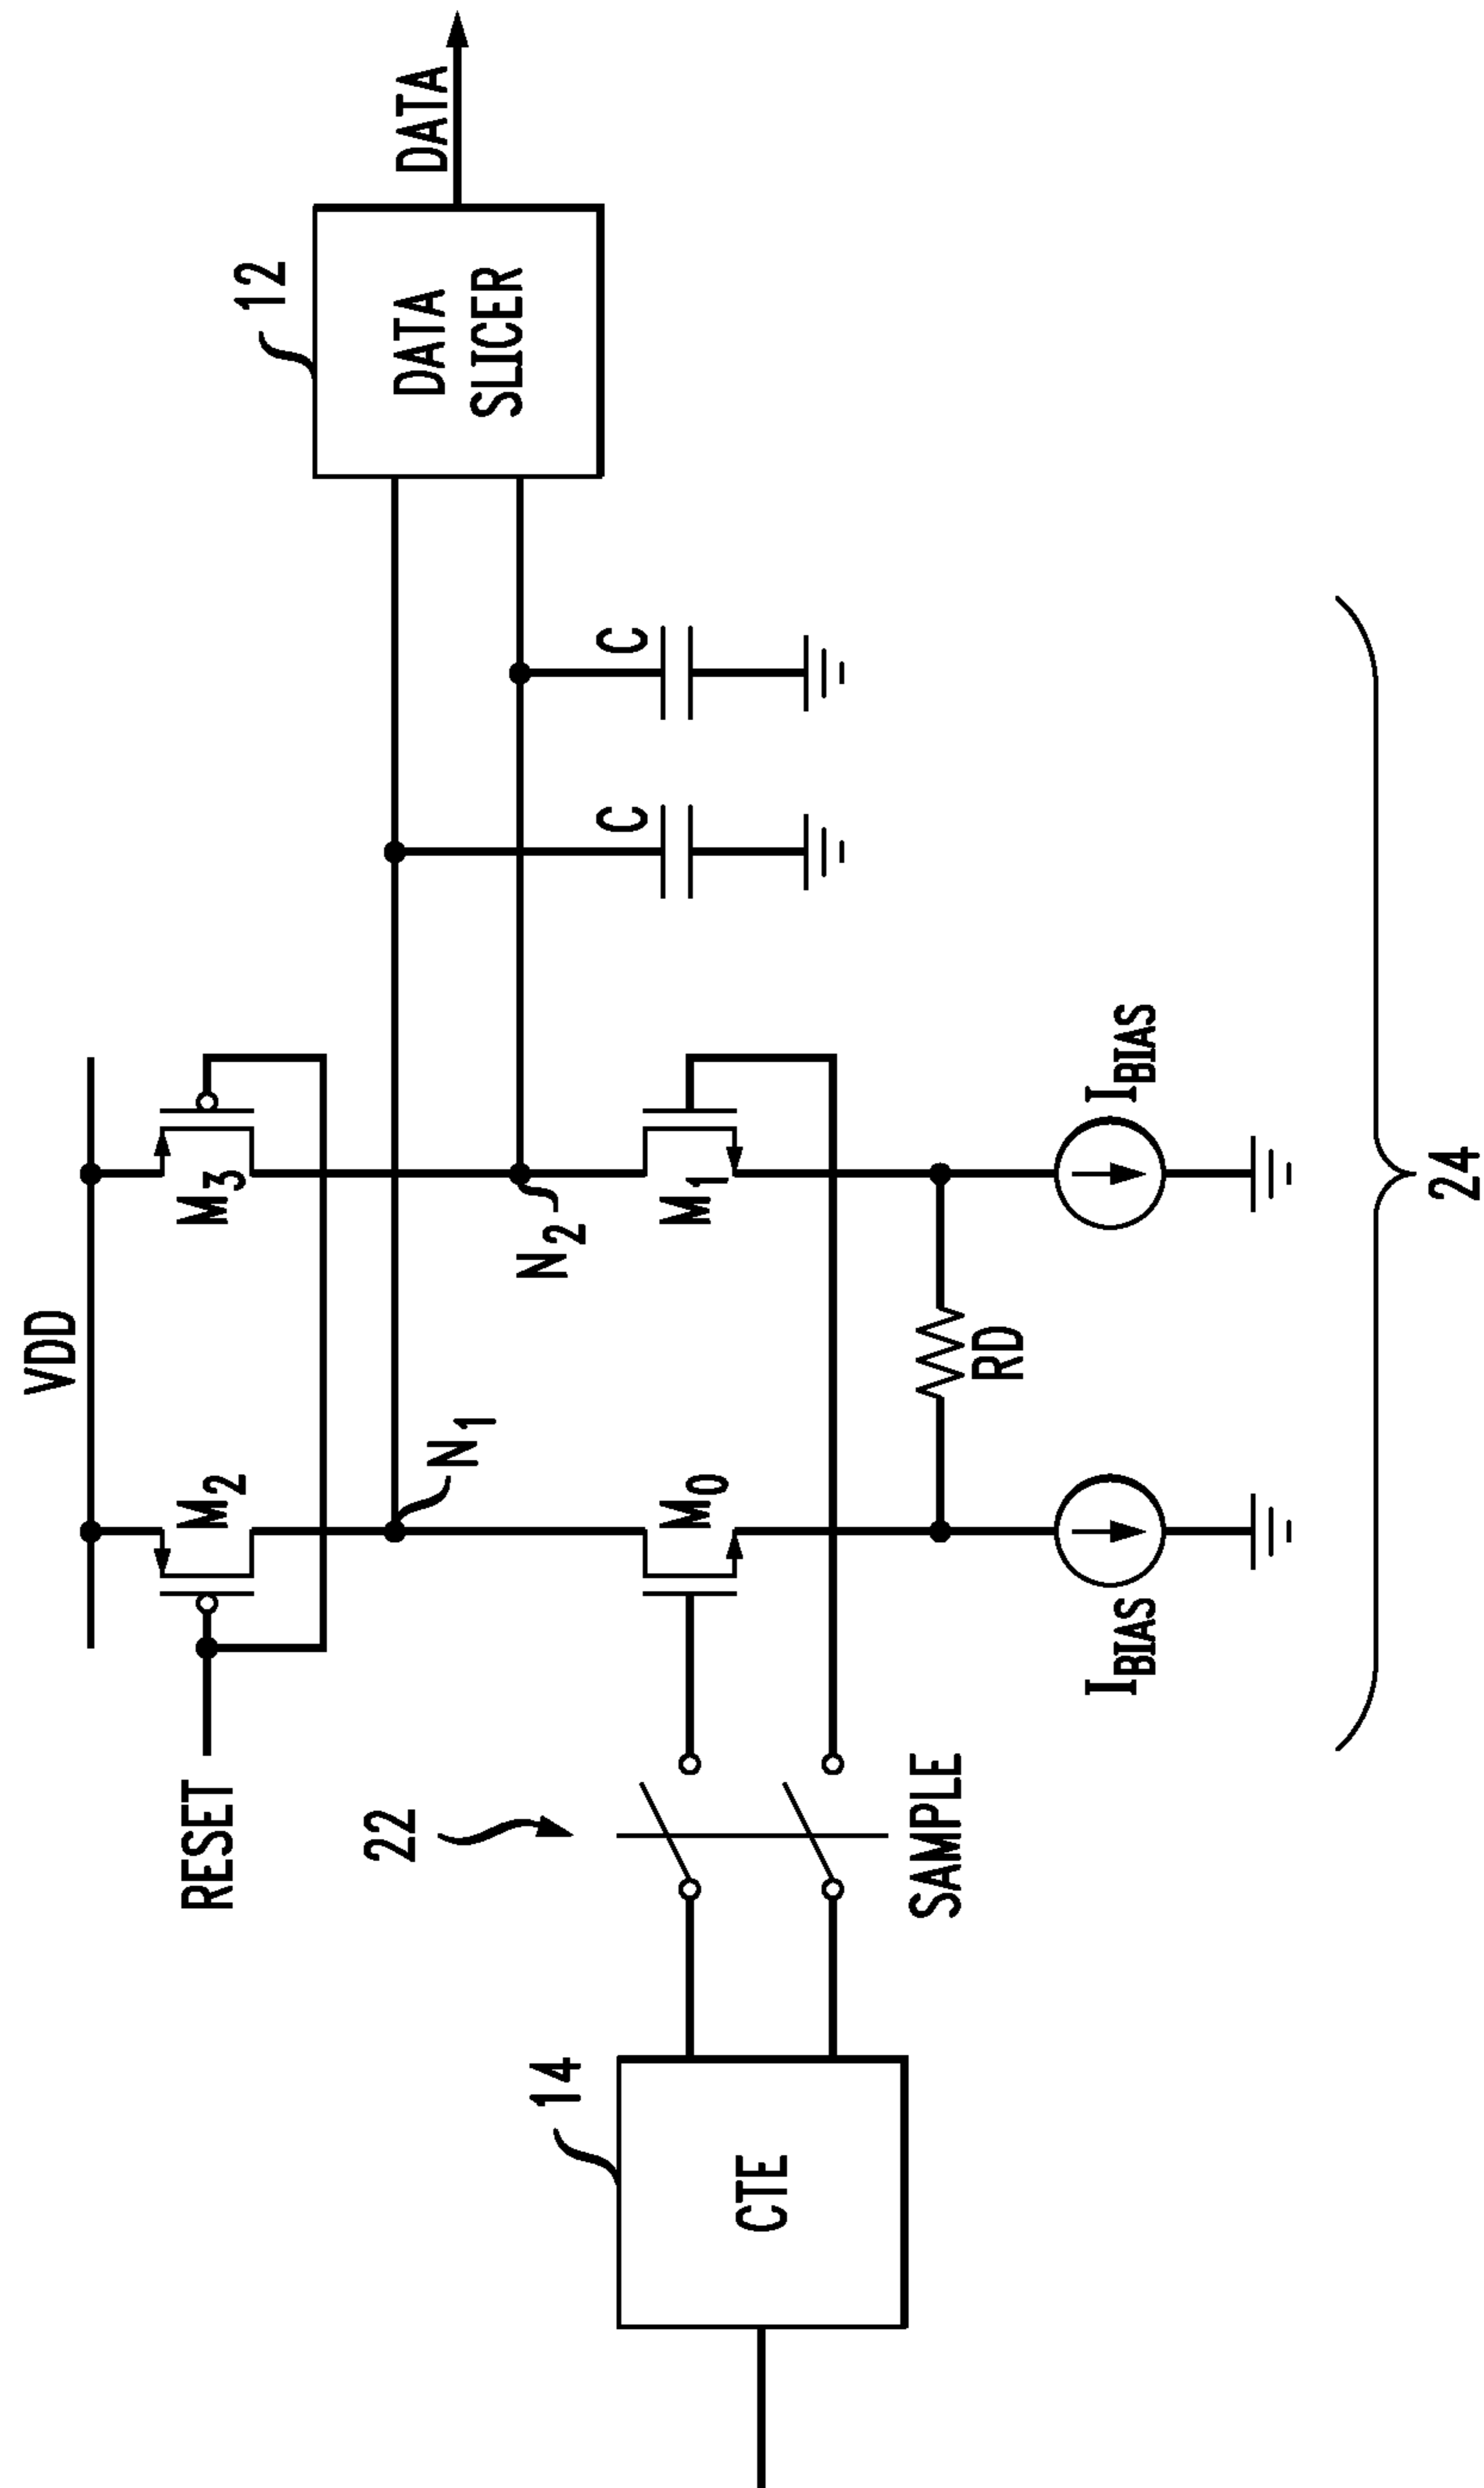 VDD
RESET
M2
M3
12
N1
DATA
SLICER
DATA
22
N2
14
M0
M1
C
C
CTE
SAMPLE
RD
IBIAS
IBIAS
24